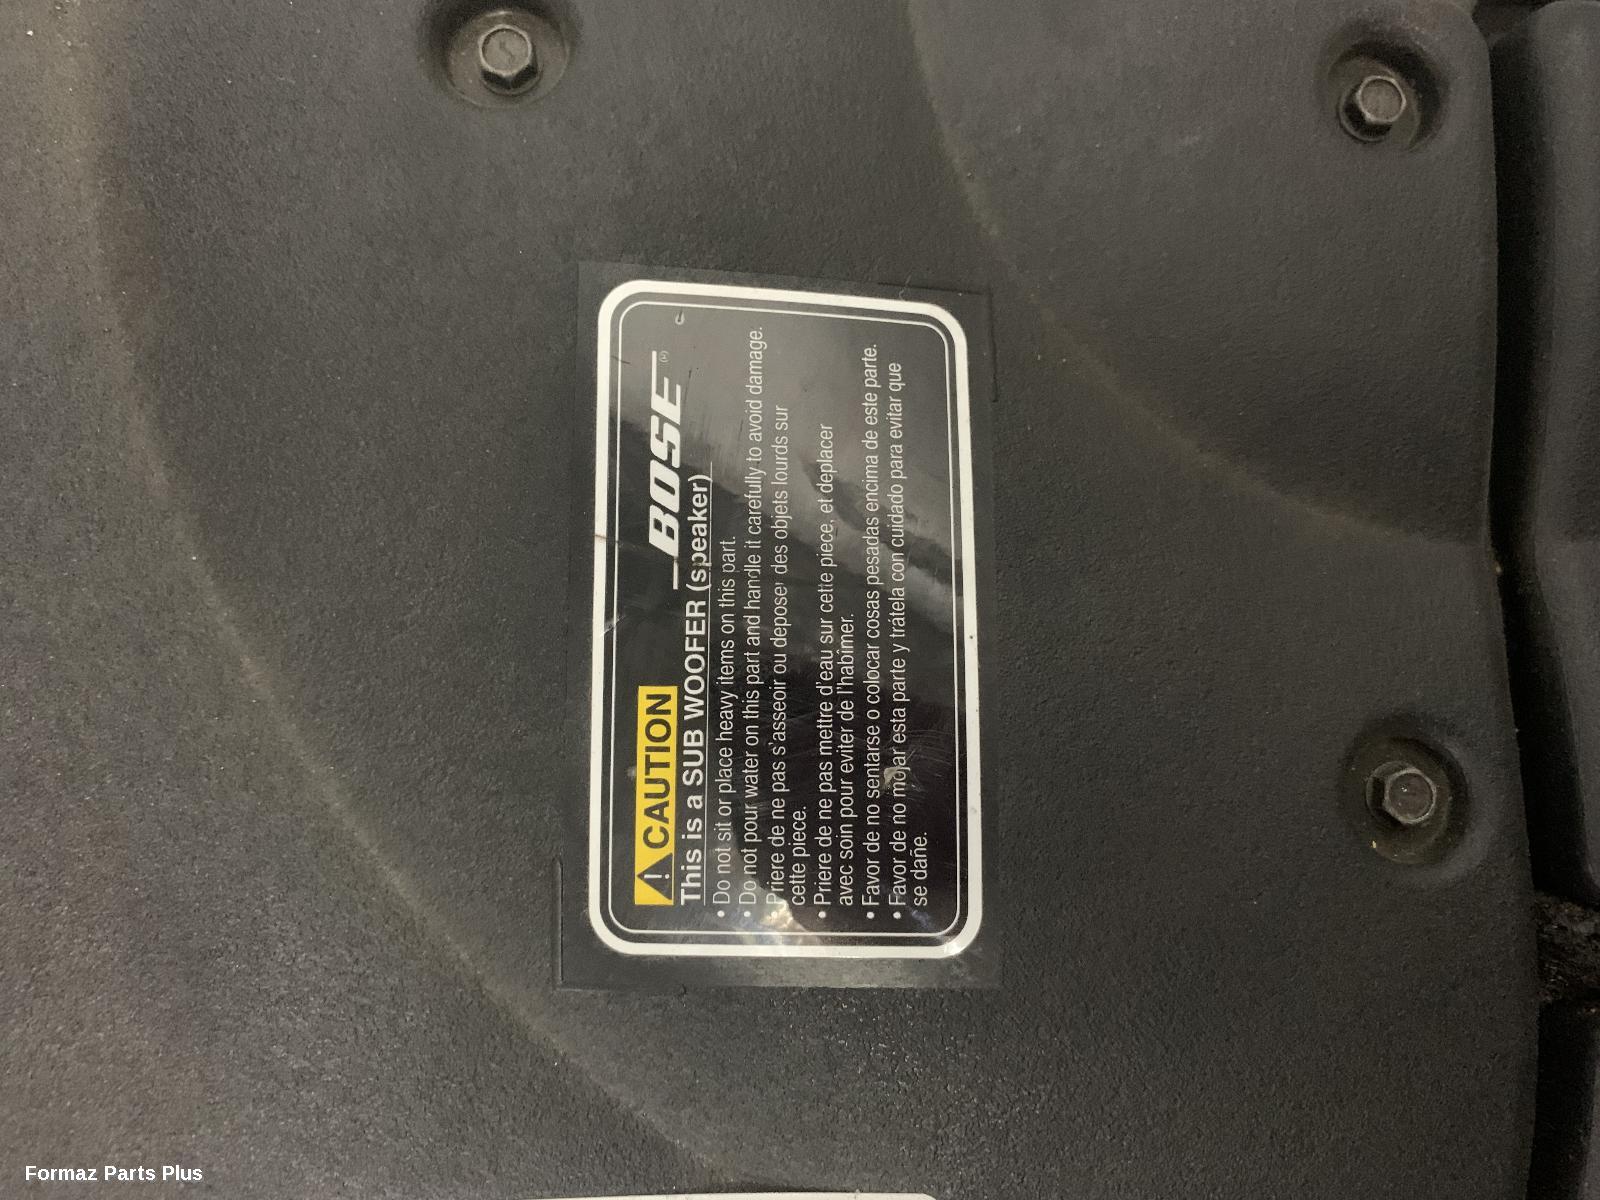 ⚠ CAUTION
BOSE®
This is a SUB WOOFER (speaker)
• Do not sit or place heavy items on this part.
• Do not pour water on this part and handle it carefully to avoid damage.
• Priere de ne pas s'asseoir ou deposer des objets lourds sur
cette piece.
• Priere de ne pas mettre d'eau sur cette piece, et deplacer
avec soin pour eviter de l'habimer.
• Favor de no sentarse o colocar cosas pesadas encima de este parte.
• Favor de no mojar esta parte y trátela con cuidado para evitar que
se dañe.
Formaz Parts Plus